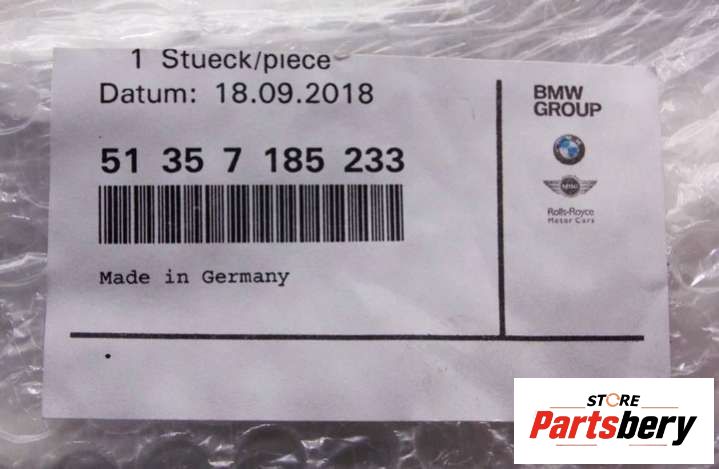 1 Stueck/piece
Datum: 18.09.2018
51 35 7 185 233
Made in Germany
BMW
GROUP
MINI
Rolls-Royce
Motor Cars
STORE
Partsbery